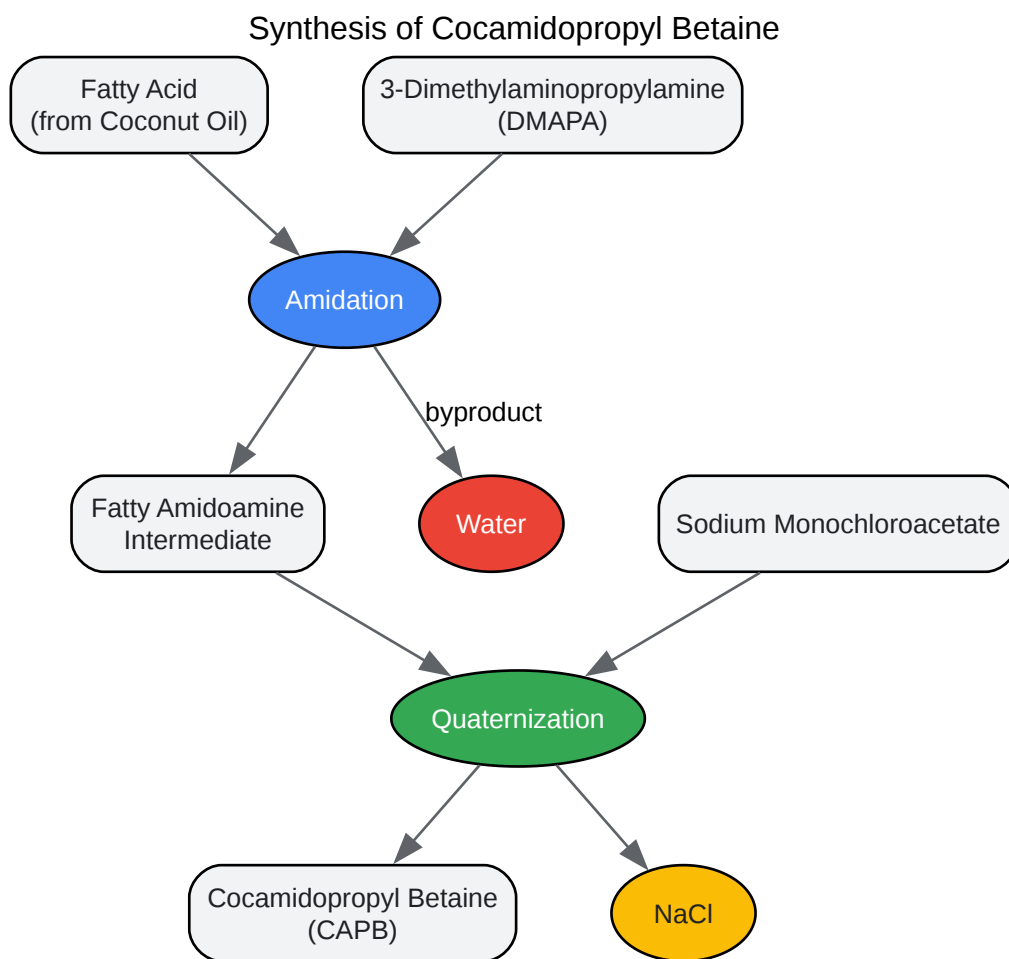 Synthesis of Cocamidopropyl Betaine
Fatty Acid
(from Coconut Oil)
3-Dimethylaminopropylamine
(DMAPA)
Amidation
byproduct
Fatty Amidoamine
Intermediate
Water
Sodium Monochloroacetate
Quaternization
Cocamidopropyl Betaine
(CAPB)
NaCl